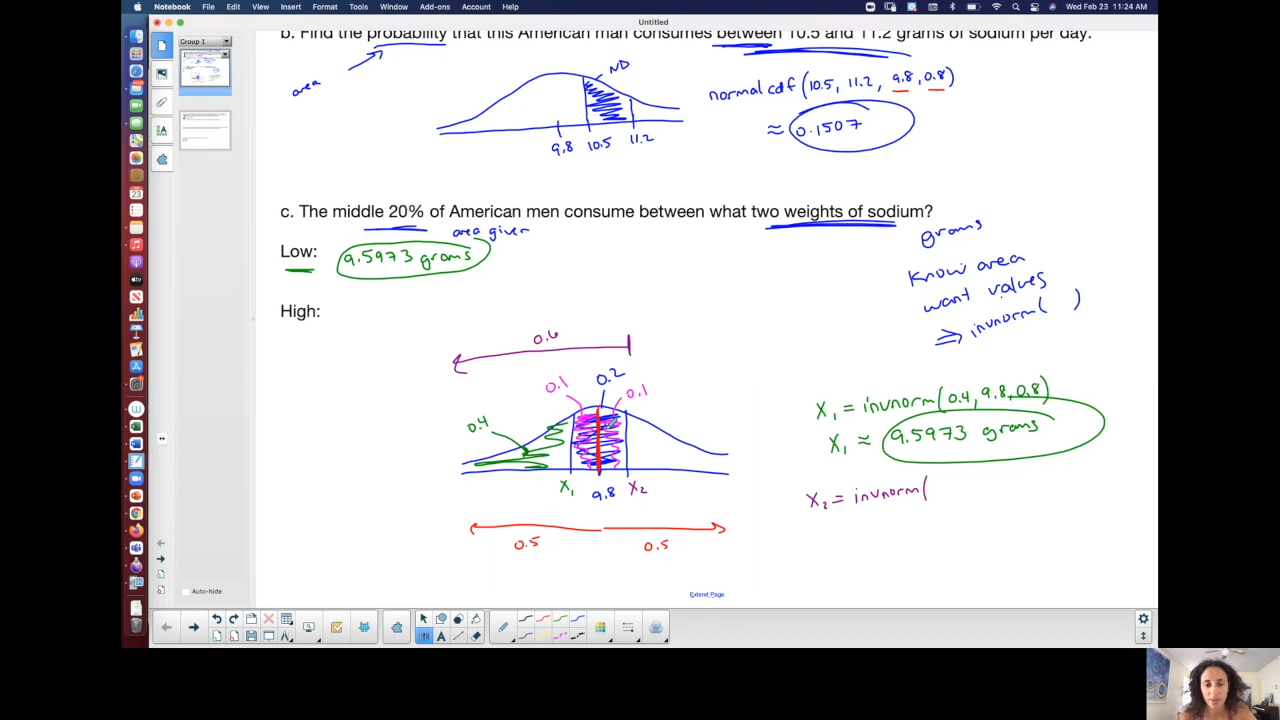 Notebook File Edit View Insert Format Tools Window Add-ons Account Help Wed Feb 23 11:24 AM
Untitled
Group 1
b. Find the probability that this American man consumes between 10.5 and 11.2 grams of sodium per day.
area
ND
9.8 10.5 11.2
normalcdf (10.5, 11.2, 9.8, 0.8)
≈ 0.1507
c. The middle 20% of American men consume between what two weights of sodium?
area given
grams
Low: 9.5973 grams
High:
Know area
want values
⇒ invnorm( )
0.6
0.1 0.2 0.1
0.4
X₁ 9.8 X₂
0.5 0.5
X₁ = invnorm(0.4, 9.8, 0.8)
X₁ ≈ 9.5973 grams
X₂ = invnorm(
Auto-hide
Extend Page